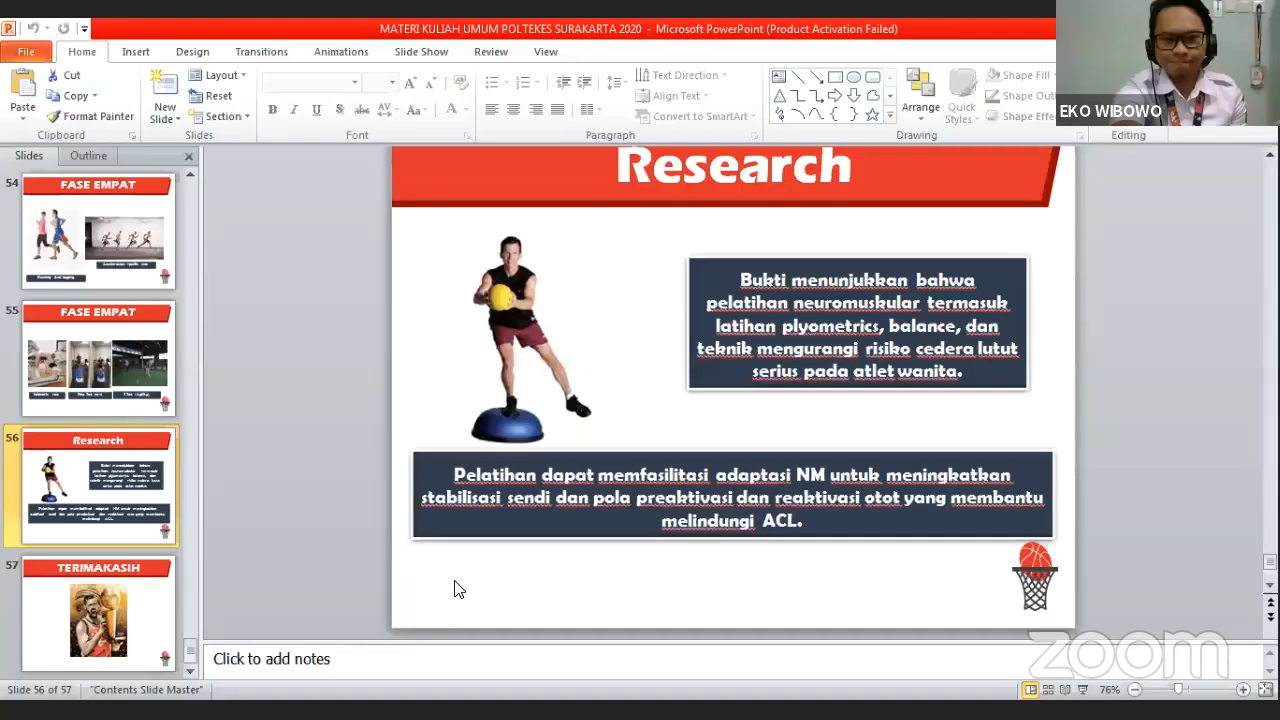 MATERI KULIAH UMUM POLTEKES SURAKARTA 2020 - Microsoft PowerPoint (Product Activation Failed)
File Home Insert Design Transitions Animations Slide Show Review View
Paste
Cut
Copy
Format Painter
Clipboard
New
Slide
Layout
Reset
Section
Slides
B I U S abc AV Aa A
Font
Text Direction
Align Text
Convert to SmartArt
Paragraph
Arrange
Quick
Styles
Shape Fill
Shape Effe
Drawing
Editing
EKO WIBOWO
Slides Outline
54
FASE EMPAT
55
FASE EMPAT
56
Research
57
TERIMAKASIH
Research
Bukti menunjukkan bahwa
pelatihan neuromuskular termasuk
latihan plyometrics, balance, dan
teknik mengurangi risiko cedera lutut
serius pada atlet wanita.
Pelatihan dapat memfasilitasi adaptasi NM untuk meningkatkan
stabilisasi sendi dan pola preaktivasi dan reaktivasi otot yang membantu
melindungi ACL.
Click to add notes
Slide 56 of 57 "Contents Slide Master" 76%
zoom